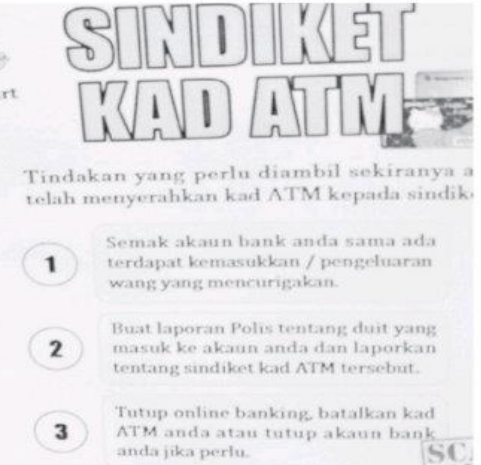 SINDIKET
KAD ATM
rt
Tindakan yang perlu diambil sekiranya a
telah menyerahkan kad ATM kepada sindik
1
Semak akaun bank anda sama ada
terdapat kemasukkan / pengeluaran
wang yang mencurigakan.
2
Buat laporan Polis tentang duit yang
masuk ke akaun anda dan laporkan
tentang sindiket kad ATM tersebut.
3
Tutup online banking, batalkan kad
ATM anda atau tutup akaun bank
anda jika perlu.
SC